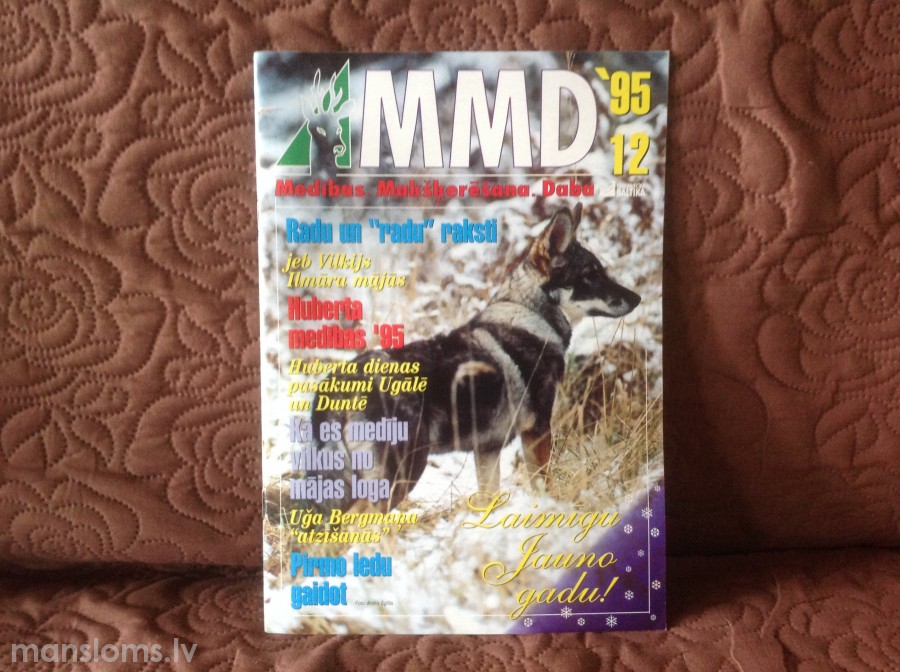 MMD
`95
12
Medības. Makšķerēšana. Daba
BALTIKA
Radu un "radu" raksti
jeb Vilkijs
Ilmāra mājās
Huberta
medības '95
Huberta dienas
pasākumi Ugālē
un Duntē
Kā es medīju
vilkus no
mājas loga
Uģa Bergmaņa
"atzīšanās"
Pirmo ledu
gaidot
Laimīgu
Jauno
gadu!
mansloms.lv